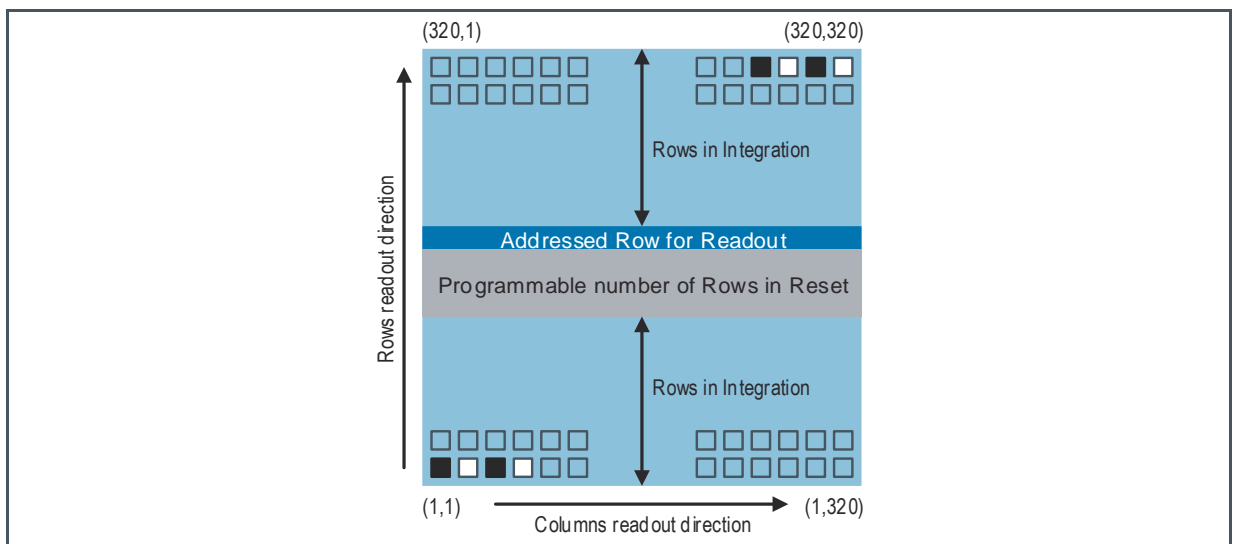 (320,1)
(320,320)
Rows in Integration
Rows readout direction
Addressed Row for Readout
Programmable number of Rows in Reset
Rows in Integration
(1,1)
(1,320)
Columns readout direction